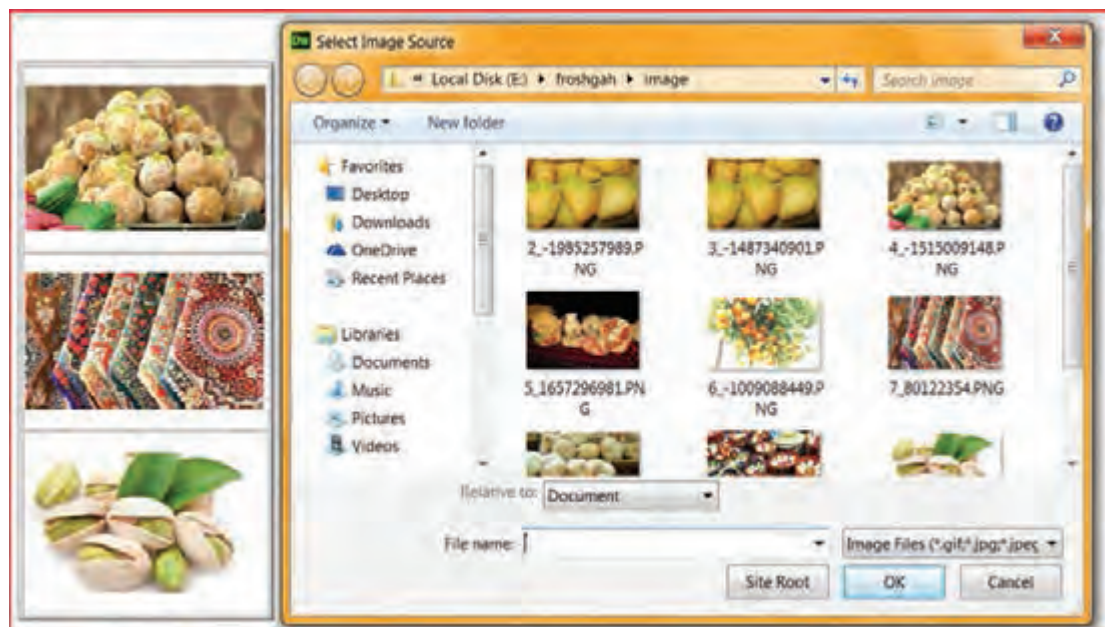 Dw Select Image Source
« Local Disk (E:) ▸ froshgah ▸ image
Search image
Organize
New folder
Favorites
Desktop
Downloads
OneDrive
Recent Places
Libraries
Documents
Music
Pictures
Videos
2_-1985257989.P
NG
3_-1487340901.P
NG
4_-1515009148.P
NG
5_1657296981.PN
G
6_-1009088449.P
NG
7_80122354.PNG
Relative to: Document
File name:
Image Files (*.gif;*.jpg;*.jpeg
Site Root
OK
Cancel